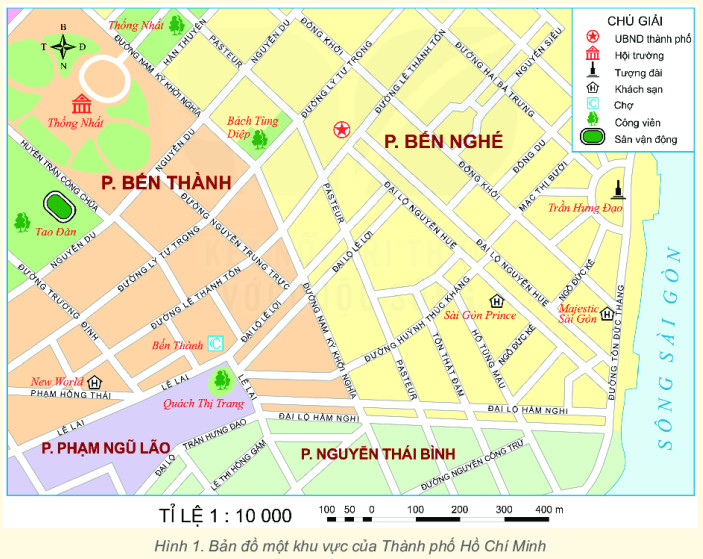 B
T Đ
N
Thống Nhất
HÀN THUYÊN
PASTEUR
NGUYỄN DU
ĐỒNG KHỞI
ĐƯỜNG LÝ TỰ TRỌNG
ĐƯỜNG LÊ THÁNH TÔN
ĐƯỜNG HAI BÀ TRƯNG
NGUYỄN SIÊU
ĐƯỜNG NAM KỲ KHỞI NGHĨA
CHÚ GIẢI
UBND thành phố
Hội trường
Tượng đài
Khách sạn
Chợ
Công viên
Sân vận động
Thống Nhất
Bách Tùng
Diệp
P. BẾN NGHÉ
HUYỆN TRÂN CÔNG CHÚA
NGUYỄN DU
P. BẾN THÀNH
ĐÔNG DU
MẠC THỊ BƯỞI
ĐỒNG KHỞI
Trần Hưng Đạo
PASTEUR
ĐẠI LỘ NGUYỄN HUỆ
Tao Đàn
NGUYỄN DU
ĐƯỜNG LÝ TỰ TRỌNG
ĐƯỜNG NGUYỄN TRUNG TRỰC
ĐẠI LỘ LÊ LỢI
ĐẠI LỘ NGUYỄN HUỆ
NGÔ ĐỨC KẾ
ĐƯỜNG TRƯƠNG ĐỊNH
ĐƯỜNG LÊ THÁNH TÔN
ĐẠI LỘ LÊ LỢI
ĐƯỜNG NAM KỲ KHỞI NGHĨA
ĐƯỜNG HUỲNH THÚC KHÁNG
Sài Gòn Prince
Majestic
Sài Gòn
NGÔ ĐỨC KẾ
ĐƯỜNG TÔN ĐỨC THẮNG
SÔNG SÀI GÒN
Bến Thành
PASTEUR
TÔN THẤT ĐẠM
HỒ TÙNG MẬU
New World
PHẠM HỒNG THÁI
LÊ LAI
LÊ LAI
Quách Thị Trang
LÊ LAI
ĐẠI LỘ HÀM NGHI
ĐẠI LỘ HÀM NGHI
P. PHẠM NGŨ LÃO
ĐẠI LỘ TRẦN HƯNG ĐẠO
LÊ THỊ HỒNG GẤM
P. NGUYỄN THÁI BÌNH
ĐƯỜNG NGUYỄN CÔNG TRỨ
TỈ LỆ 1 : 10 000
100 50 0 100 200 300 400 m
Hình 1. Bản đồ một khu vực của Thành phố Hồ Chí Minh